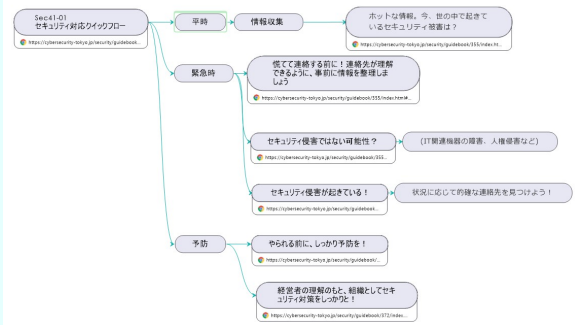 Sec41-01
セキュリティ対応クイックフロー
https://cybersecurity-tokyo.jp/security/guidebook...
平時
情報収集
ホットな情報。今、世の中で起きて
いるセキュリティ被害は？
https://cybersecurity-tokyo.jp/security/guidebook/355/index.ht...
緊急時
慌てて連絡する前に！連絡先が理解
できるように、事前に情報を整理しま
しょう
https://cybersecurity-tokyo.jp/security/guidebook/355/index.html#...
セキュリティ侵害ではない可能性？
https://cybersecurity-tokyo.jp/security/guidebook/355...
(IT関連機器の障害、人権侵害など)
セキュリティ侵害が起きている！
https://cybersecurity-tokyo.jp/security/guidebook...
状況に応じて的確な連絡先を見つけよう！
予防
やられる前に、しっかり予防を！
https://cybersecurity-tokyo.jp/security/guidebook/...
経営者の理解のもと、組織としてセキ
ュリティ対策をしっかりと！
https://cybersecurity-tokyo.jp/security/guidebook/372/index...